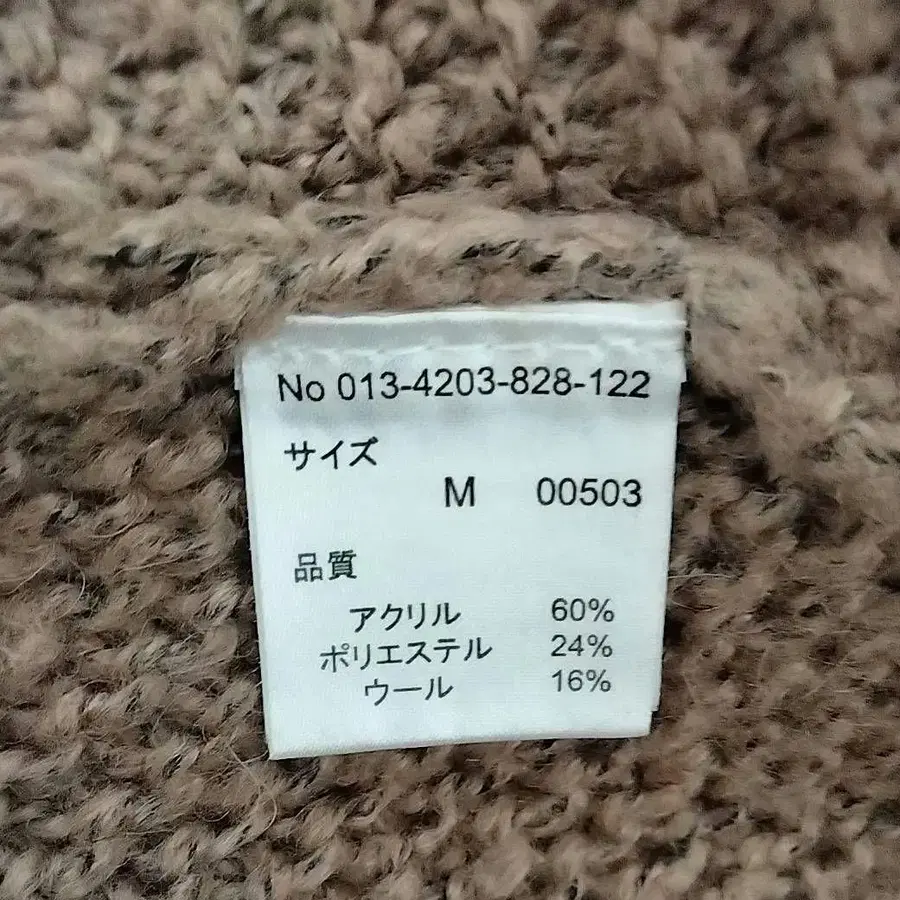 No 013-4203-828-122
サイズ
M 00503
品質
アクリル 60%
ポリエステル 24%
ウール 16%